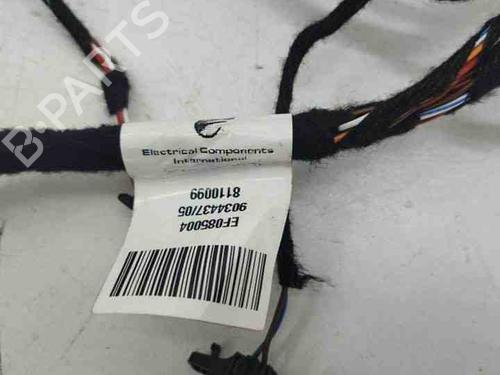 Electrical Components
International
EF085004
9034437/05
8110099
B-PARTS